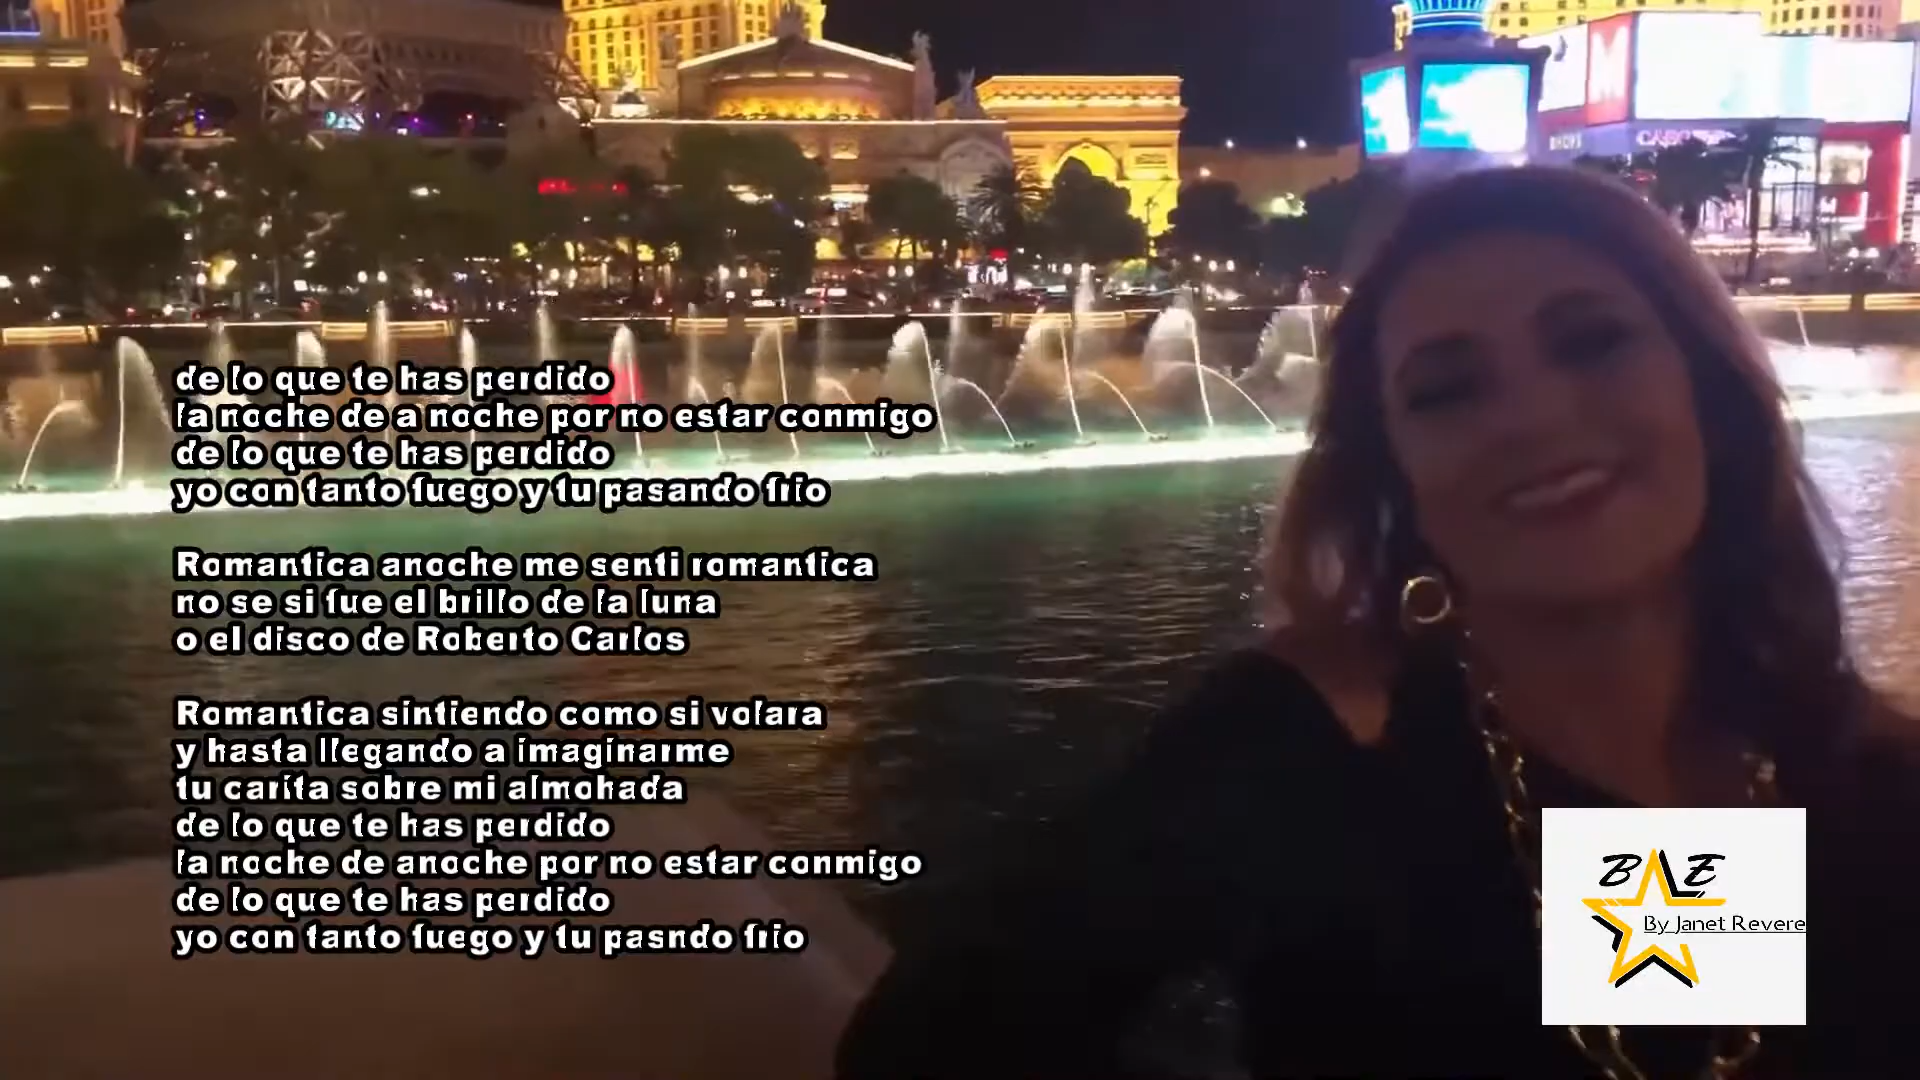 de lo que te has perdido
la noche de a noche por no estar conmigo
de lo que te has perdido
yo con tanto fuego y tu pasando frio
Romantica anoche me senti romantica
no se si fue el brillo de la luna
o el disco de Roberto Carlos
Romantica sintiendo como si volara
y hasta llegando a imaginarme
tu carita sobre mi almohada
de lo que te has perdido
la noche de anoche por no estar conmigo
de lo que te has perdido
yo con tanto fuego y tu pasndo frio
M
BAE
By Janet Revere